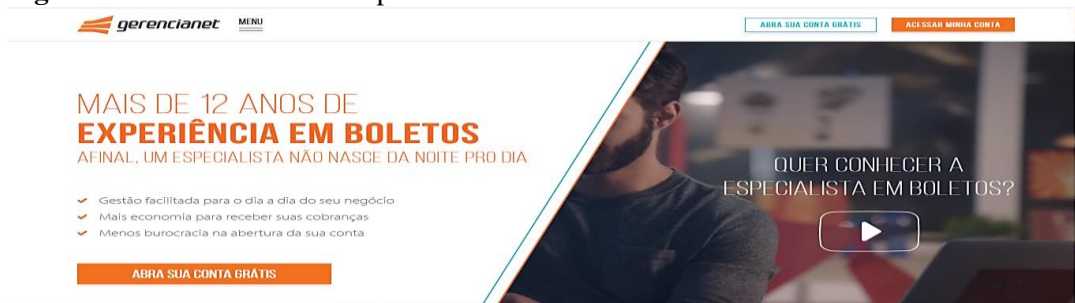 gerencianet
MENU
ABRA SUA CONTA GRÁTIS
ACESSAR MINHA CONTA
MAIS DE 12 ANOS DE
EXPERIÊNCIA EM BOLETOS
AFINAL, UM ESPECIALISTA NÃO NASCE DA NOITE PRO DIA
Gestão facilitada para o dia a dia do seu negócio
Mais economia para receber suas cobranças
Menos burocracia na abertura da sua conta
ABRA SUA CONTA GRÁTIS
QUER CONHECER A
ESPECIALISTA EM BOLETOS?